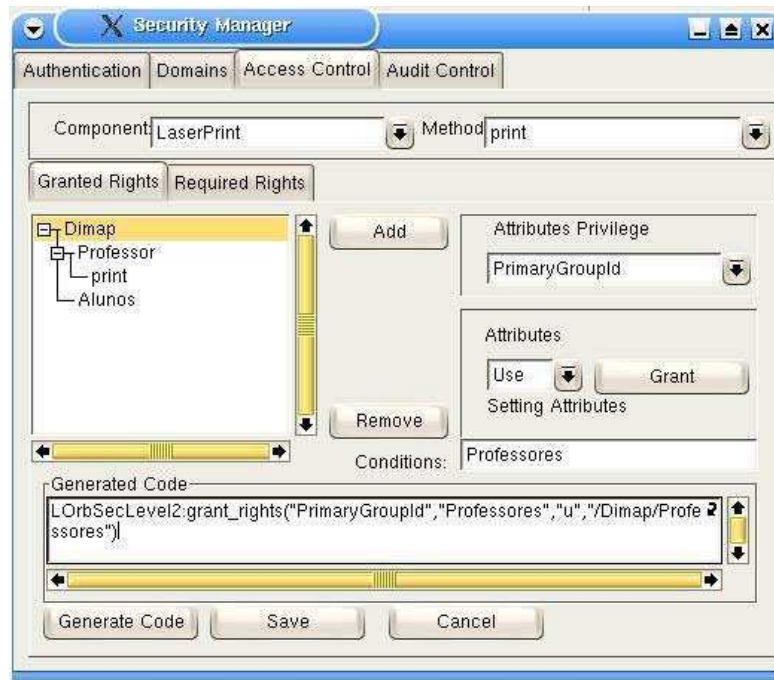 Security Manager
Authentication Domains Access Control Audit Control
Component: LaserPrint Method print
Granted Rights Required Rights
Dimap
Professor
print
Alunos
Add
Remove
Attributes Privilege
PrimaryGroupId
Attributes
Use Grant
Setting Attributes
Conditions: Professores
Generated Code
LOrbSecLevel2:grant_rights("PrimaryGroupId","Professores","u","/Dimap/Profe
ssores")
Generate Code Save Cancel